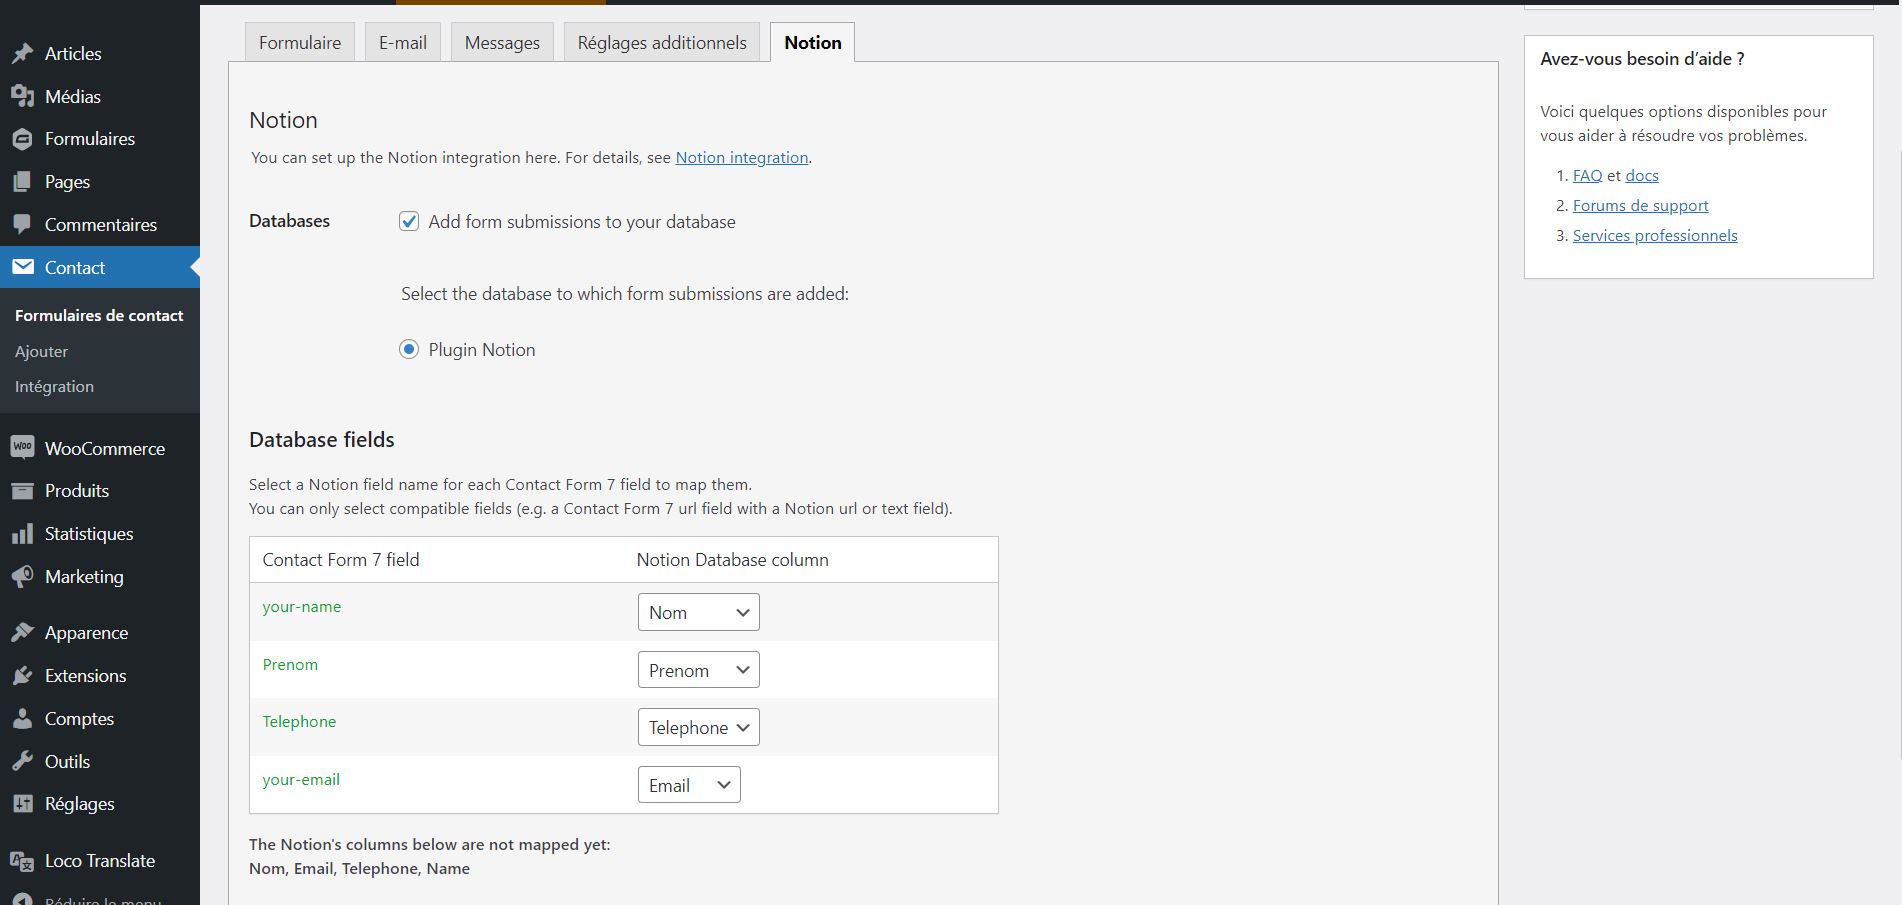 Articles
Médias
Formulaires
Pages
Commentaires
Contact
Formulaires de contact
Ajouter
Intégration
Woo WooCommerce
Produits
Statistiques
Marketing
Apparence
Extensions
Comptes
Outils
Réglages
Loco Translate
Réduire le menu
Formulaire E-mail Messages Réglages additionnels Notion
Notion
You can set up the Notion integration here. For details, see Notion integration.
Databases Add form submissions to your database
Select the database to which form submissions are added:
Plugin Notion
Database fields
Select a Notion field name for each Contact Form 7 field to map them.
You can only select compatible fields (e.g. a Contact Form 7 url field with a Notion url or text field).
Contact Form 7 field Notion Database column
your-name Nom
Prenom Prenom
Telephone Telephone
your-email Email
The Notion's columns below are not mapped yet:
Nom, Email, Telephone, Name
Avez-vous besoin d’aide ?
Voici quelques options disponibles pour
vous aider à résoudre vos problèmes.
1. FAQ et docs
2. Forums de support
3. Services professionnels